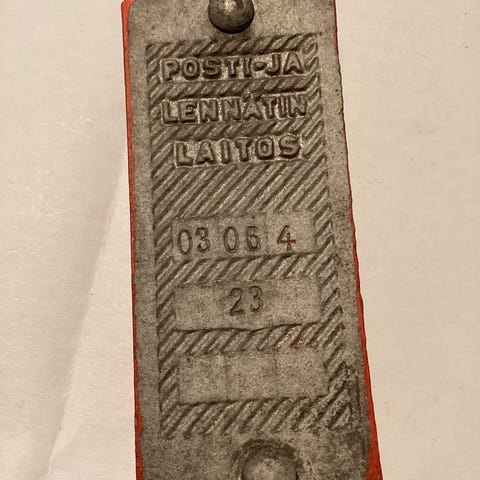 POSTI-JA
LENNÄTIN
LAITOS
03 06 4
23